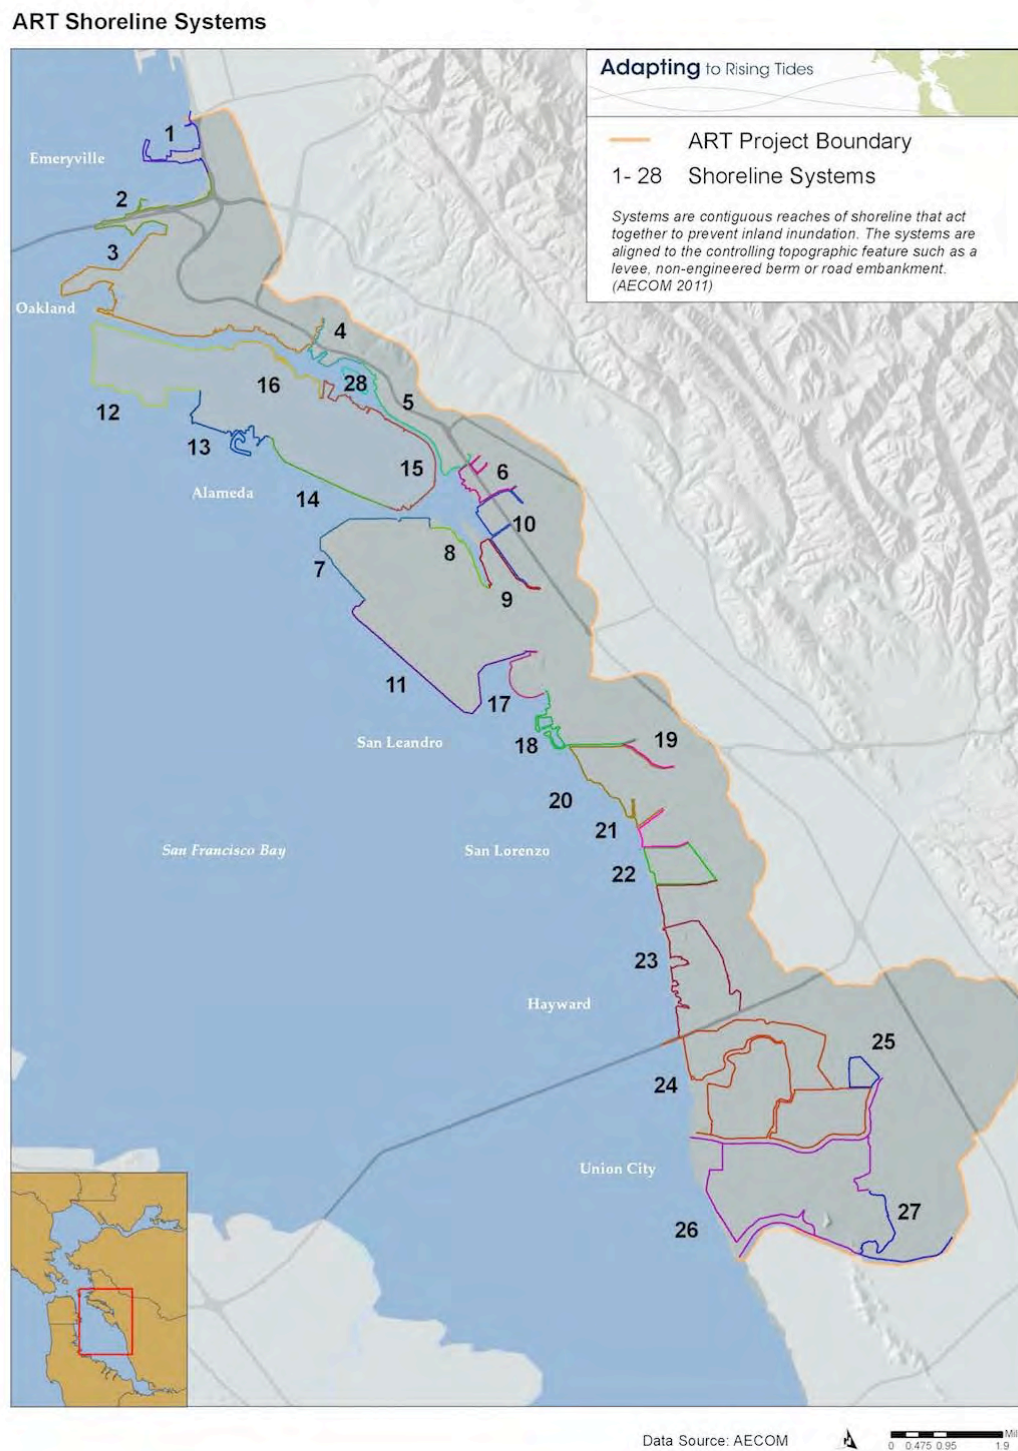 ART Shoreline Systems
Adapting to Rising Tides
ART Project Boundary
1- 28 Shoreline Systems
Systems are contiguous reaches of shoreline that act
together to prevent inland inundation. The systems are
aligned to the controlling topographic feature such as a
levee, non-engineered berm or road embankment.
(AECOM 2011)
1
Emeryville
2
3
Oakland
4
16
28
5
12
13
15
6
Alameda
14
10
8
7
9
11
17
San Leandro
18
19
20
21
San Francisco Bay
San Lorenzo
22
23
Hayward
25
24
Union City
26
27
Data Source: AECOM
Mil
0 0.475 0.95 1.9